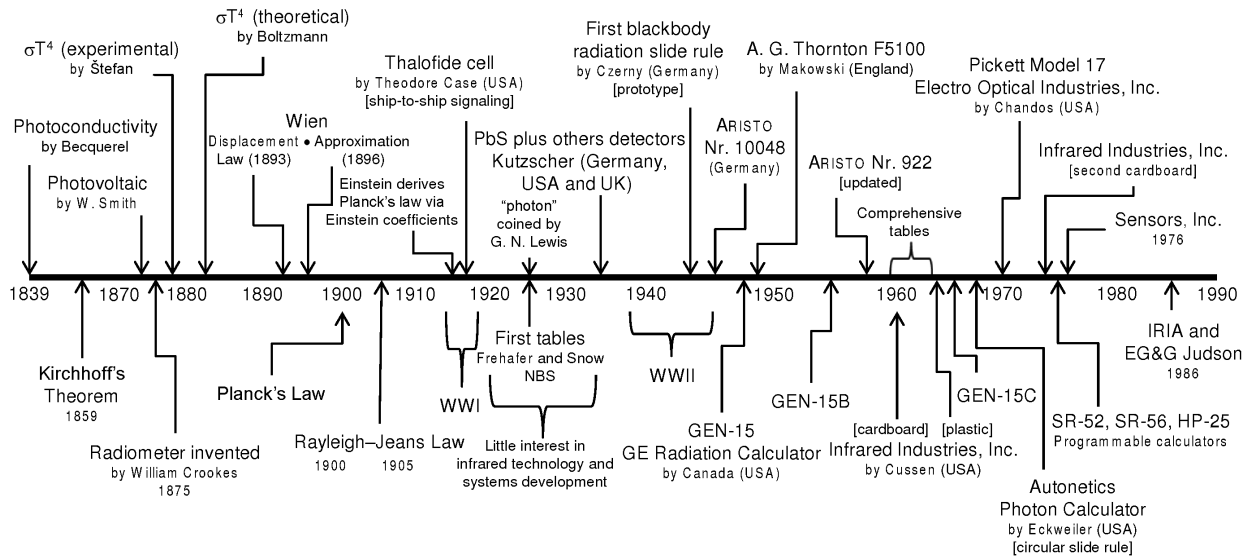 σT⁴ (experimental)
by Štefan
σT⁴ (theoretical)
by Boltzmann
Photoconductivity
by Becquerel
Photovoltaic
by W. Smith
Wien
Displacement ● Approximation
Law (1893)
(1896)
Einstein derives
Planck's law via
Einstein coefficients
Thalofide cell
by Theodore Case (USA)
[ship-to-ship signaling]
PbS plus others detectors
Kutzscher (Germany,
USA and UK)
"photon"
coined by
G. N. Lewis
First blackbody
radiation slide rule
by Czerny (Germany)
[prototype]
ARISTO
Nr. 10048
(Germany)
A. G. Thornton F5100
by Makowski (England)
ARISTO Nr. 922
[updated]
Comprehensive
tables
Pickett Model 17
Electro Optical Industries, Inc.
by Chandos (USA)
Infrared Industries, Inc.
[second cardboard]
Sensors, Inc.
1976
1839
1870
1880
1890
1900
1910
1920
1930
1940
1950
1960
1970
1980
1990
Kirchhoff's
Theorem
1859
Radiometer invented
by William Crookes
1875
Planck's Law
Rayleigh–Jeans Law
1900
1905
WWI
First tables
Frehafer and Snow
NBS
Little interest in
infrared technology and
systems development
WWII
GEN-15
GE Radiation Calculator
by Canada (USA)
GEN-15B
[cardboard]
[plastic]
Infrared Industries, Inc.
by Cussen (USA)
GEN-15C
Autonetics
Photon Calculator
by Eckweiler (USA)
[circular slide rule]
SR-52, SR-56, HP-25
Programmable calculators
IRIA and
EG&G Judson
1986